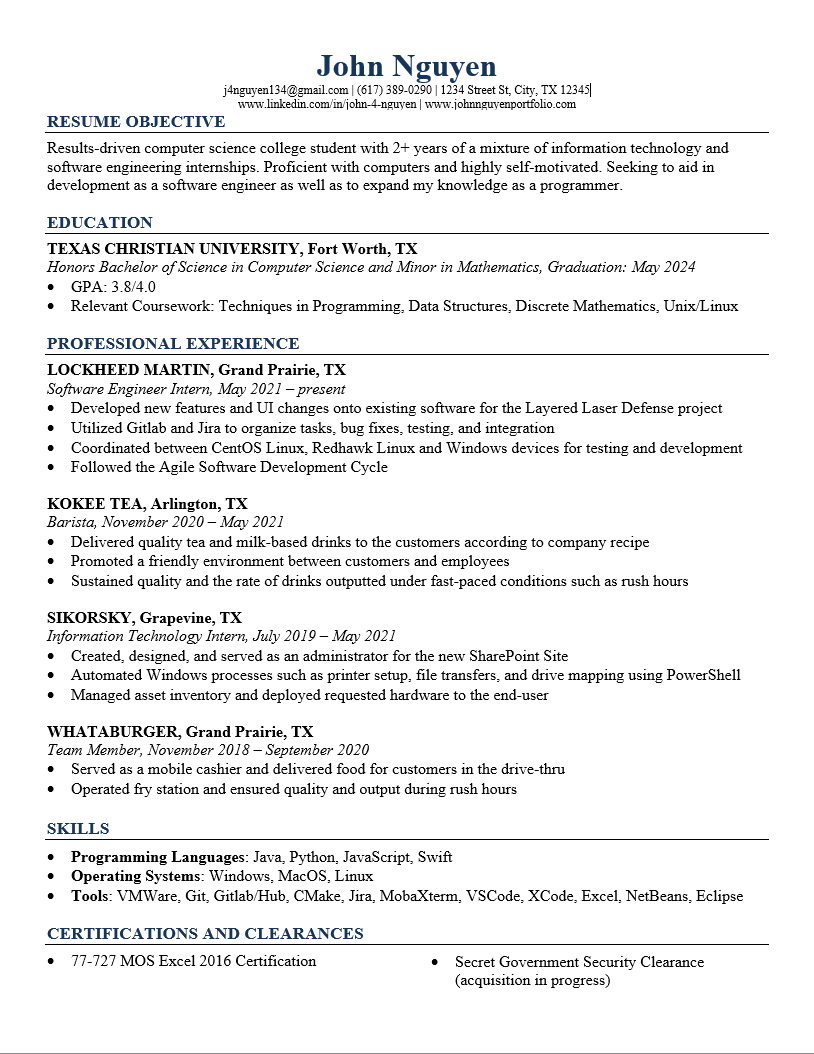 John Nguyen
j4nguyen134@gmail.com | (617) 389-0290 | 1234 Street St, City, TX 12345
www.linkedin.com/in/john-4-nguyen | www.johnnguyenportfolio.com
RESUME OBJECTIVE
Results-driven computer science college student with 2+ years of a mixture of information technology and
software engineering internships. Proficient with computers and highly self-motivated. Seeking to aid in
development as a software engineer as well as to expand my knowledge as a programmer.
EDUCATION
TEXAS CHRISTIAN UNIVERSITY, Fort Worth, TX
Honors Bachelor of Science in Computer Science and Minor in Mathematics, Graduation: May 2024
• GPA: 3.8/4.0
• Relevant Coursework: Techniques in Programming, Data Structures, Discrete Mathematics, Unix/Linux
PROFESSIONAL EXPERIENCE
LOCKHEED MARTIN, Grand Prairie, TX
Software Engineer Intern, May 2021 – present
• Developed new features and UI changes onto existing software for the Layered Laser Defense project
• Utilized Gitlab and Jira to organize tasks, bug fixes, testing, and integration
• Coordinated between CentOS Linux, Redhawk Linux and Windows devices for testing and development
• Followed the Agile Software Development Cycle
KOKEE TEA, Arlington, TX
Barista, November 2020 – May 2021
• Delivered quality tea and milk-based drinks to the customers according to company recipe
• Promoted a friendly environment between customers and employees
• Sustained quality and the rate of drinks outputted under fast-paced conditions such as rush hours
SIKORSKY, Grapevine, TX
Information Technology Intern, July 2019 – May 2021
• Created, designed, and served as an administrator for the new SharePoint Site
• Automated Windows processes such as printer setup, file transfers, and drive mapping using PowerShell
• Managed asset inventory and deployed requested hardware to the end-user
WHATABURGER, Grand Prairie, TX
Team Member, November 2018 – September 2020
• Served as a mobile cashier and delivered food for customers in the drive-thru
• Operated fry station and ensured quality and output during rush hours
SKILLS
• Programming Languages: Java, Python, JavaScript, Swift
• Operating Systems: Windows, MacOS, Linux
• Tools: VMWare, Git, Gitlab/Hub, CMake, Jira, MobaXterm, VSCode, XCode, Excel, NetBeans, Eclipse
CERTIFICATIONS AND CLEARANCES
• 77-727 MOS Excel 2016 Certification
• Secret Government Security Clearance
(acquisition in progress)